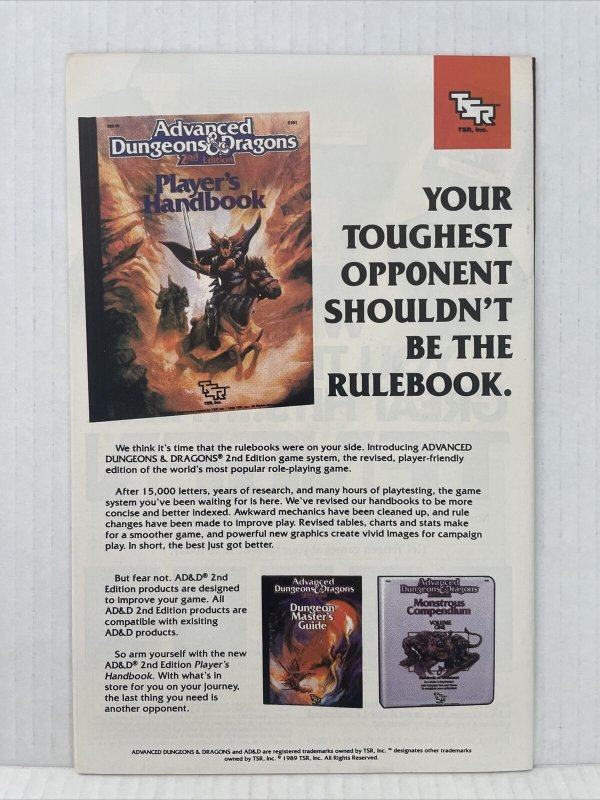 TSR
TSR, Inc.
2101
Advanced
Dungeons & Dragons
2nd Edition
Player's
Handbook
TSR
TSR, Inc.
YOUR
TOUGHEST
OPPONENT
SHOULDN'T
BE THE
RULEBOOK.
We think it's time that the rulebooks were on your side. Introducing ADVANCED
DUNGEONS & DRAGONS® 2nd Edition game system, the revised, player-friendly
edition of the world's most popular role-playing game.
After 15,000 letters, years of research, and many hours of playtesting, the game
system you've been waiting for is here. We've revised our handbooks to be more
concise and better indexed. Awkward mechanics have been cleaned up, and rule
changes have been made to improve play. Revised tables, charts and stats make
for a smoother game, and powerful new graphics create vivid images for campaign
play. In short, the best just got better.
But fear not. AD&D® 2nd
Edition products are designed
to improve your game. All
AD&D 2nd Edition products are
compatible with exisiting
AD&D products.
So arm yourself with the new
AD&D® 2nd Edition Player's
Handbook. With what's in
store for you on your journey,
the last thing you need is
another opponent.
Advanced
Dungeons & Dragons
Dungeon
Master's
Guide
TSR
Advanced
Dungeons & Dragons
Monstrous
Compendium
VOLUME
ONE
TSR
ADVANCED DUNGEONS & DRAGONS and AD&D are registered trademarks owned by TSR, Inc. ™ designates other trademarks
owned by TSR, Inc. © 1989 TSR, Inc. All Rights Reserved.